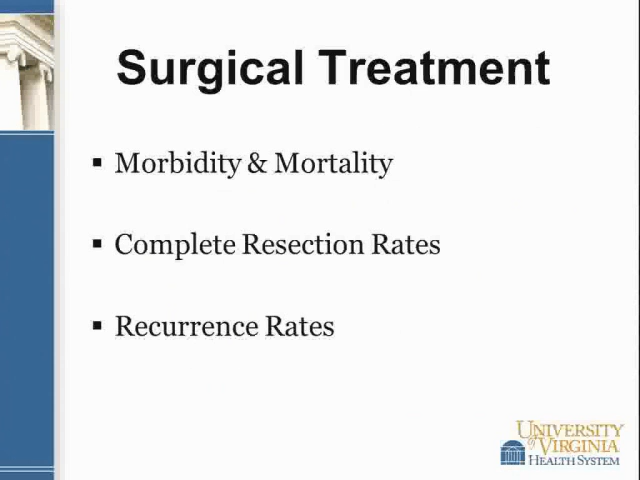 Surgical Treatment
▪ Morbidity & Mortality
▪ Complete Resection Rates
▪ Recurrence Rates
UNIVERSITY
of VIRGINIA
HEALTH SYSTEM